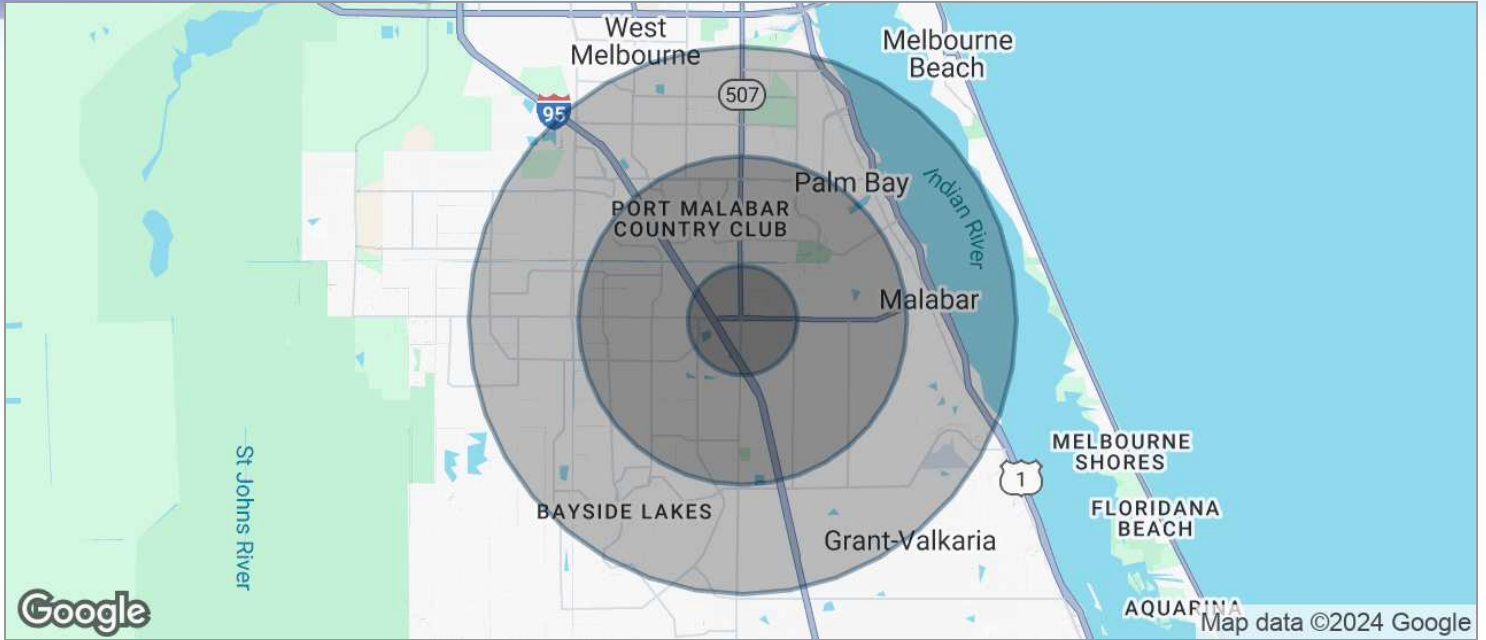 West
Melbourne
Melbourne
Beach
507
95
Palm Bay
Indian River
PORT MALABAR
COUNTRY CLUB
Malabar
MELBOURNE
SHORES
1
St Johns River
BAYSIDE LAKES
FLORIDANA
BEACH
Grant-Valkaria
AQUARINA
Google
Map data ©2024 Google